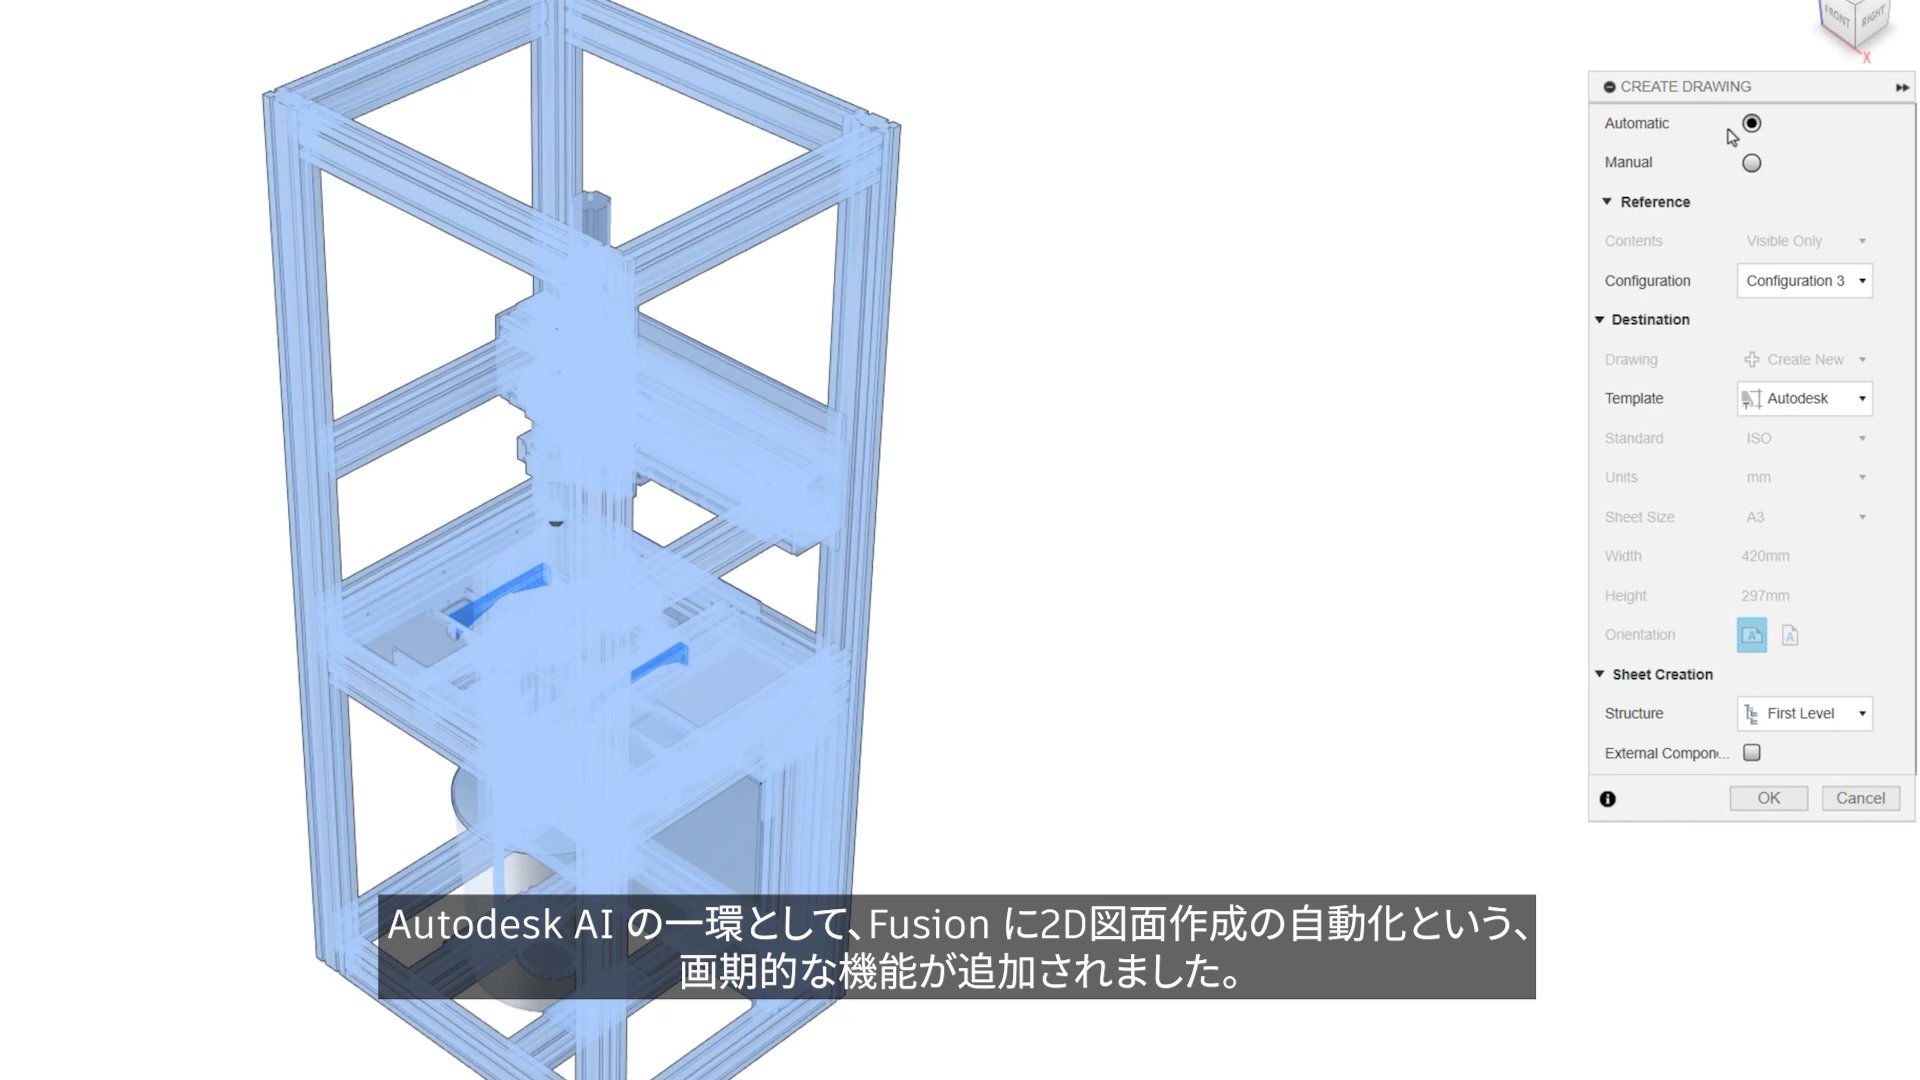 FRONT RIGHT
X
CREATE DRAWING
Automatic
Manual
Reference
Contents Visible Only
Configuration Configuration 3
Destination
Drawing Create New
Template Autodesk
Standard ISO
Units mm
Sheet Size A3
Width 420mm
Height 297mm
Orientation A A
Sheet Creation
Structure First Level
External Compon...
OK Cancel
Autodesk AI の一環として、Fusion に2D図面作成の自動化という、
画期的な機能が追加されました。